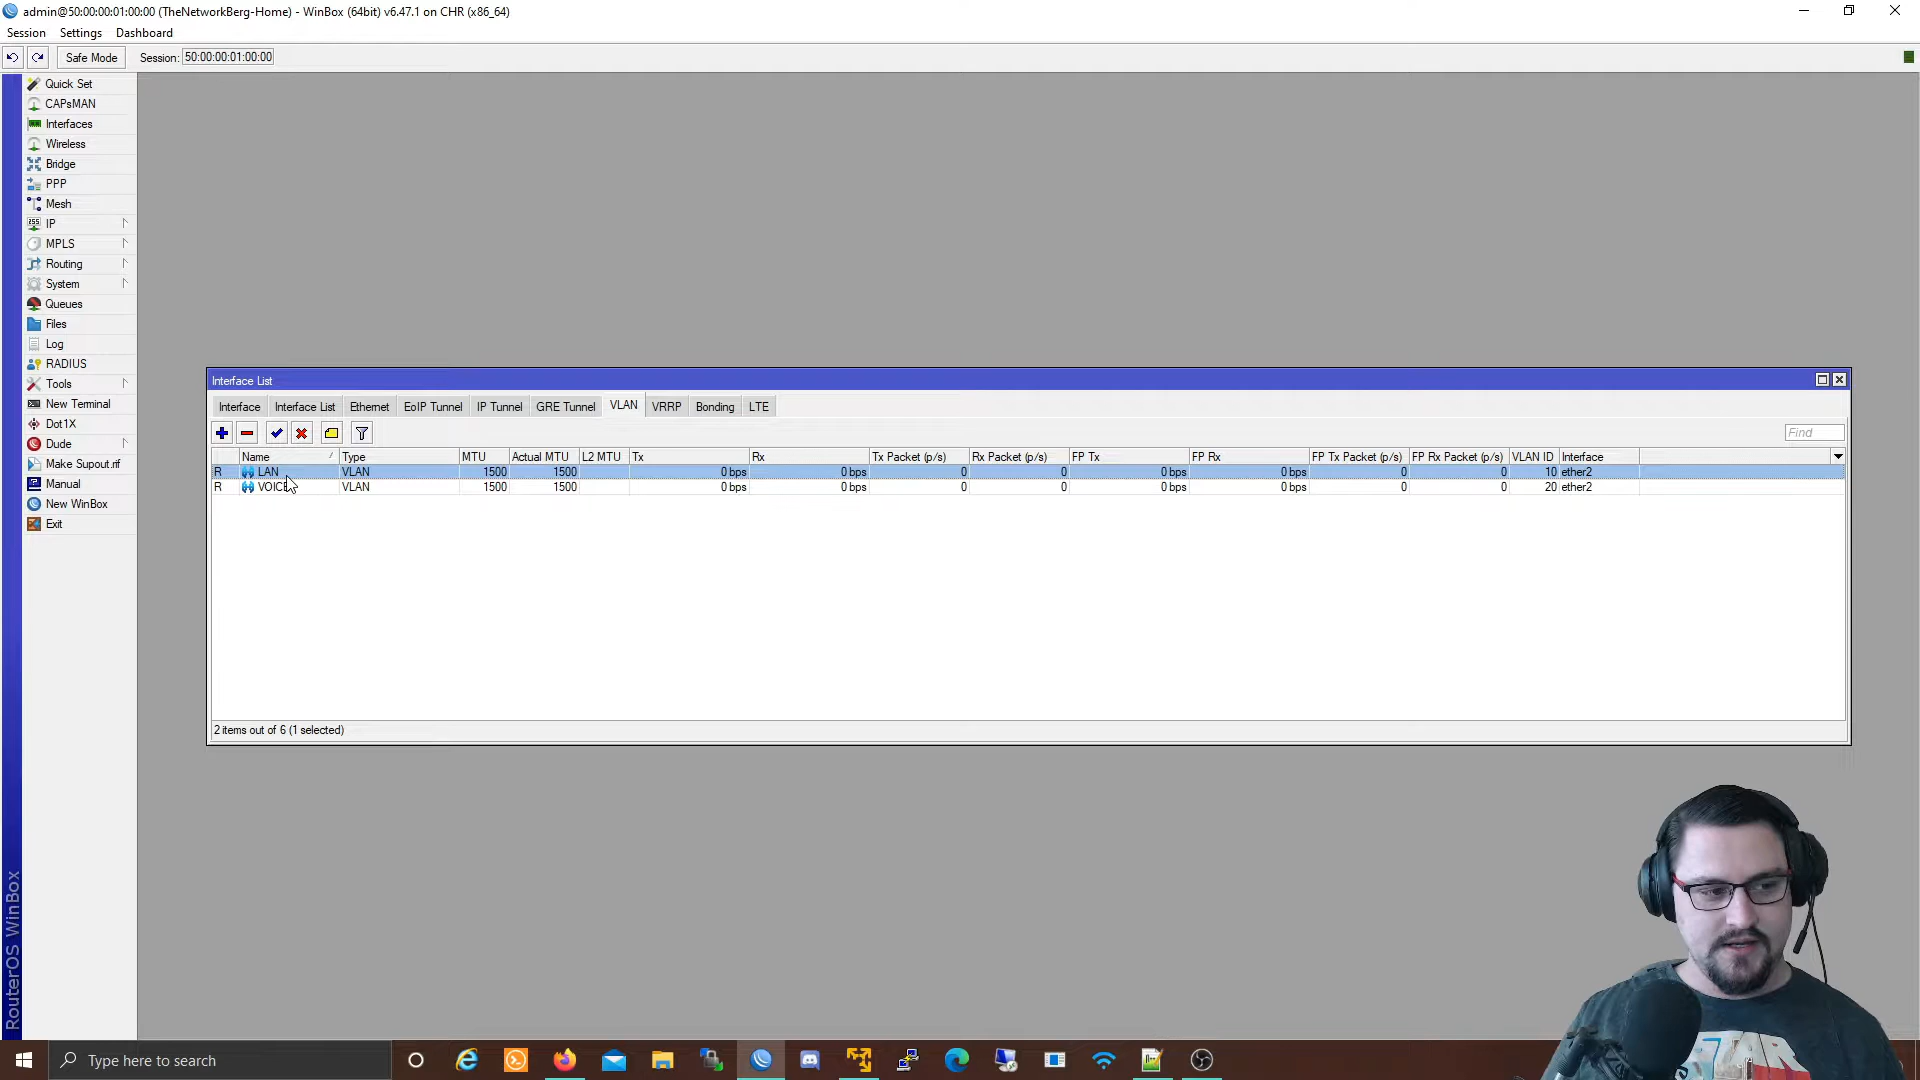 admin@50:00:00:01:00:00 (TheNetworkBerg-Home) - WinBox (64bit) v6.47.1 on CHR (x86_64)
Session Settings Dashboard
Safe Mode Session: 50:00:00:01:00:00
Quick Set
CAPsMAN
Interfaces
Wireless
Bridge
PPP
Mesh
IP
MPLS
Routing
System
Queues
Files
Log
RADIUS
Tools
New Terminal
Dot1X
Dude
Make Supout.rif
Manual
New WinBox
Exit
RouterOS WinBox
Interface List
Interface Interface List Ethernet EoIP Tunnel IP Tunnel GRE Tunnel VLAN VRRP Bonding LTE
Find
Name Type MTU Actual MTU L2 MTU Tx Rx Tx Packet (p/s) Rx Packet (p/s) FP Tx FP Rx FP Tx Packet (p/s) FP Rx Packet (p/s) VLAN ID Interface
R LAN VLAN 1500 1500 0 bps 0 bps 0 0 0 bps 0 bps 0 0 10 ether2
R VOICE VLAN 1500 1500 0 bps 0 bps 0 0 0 bps 0 bps 0 0 20 ether2
2 items out of 6 (1 selected)
Type here to search